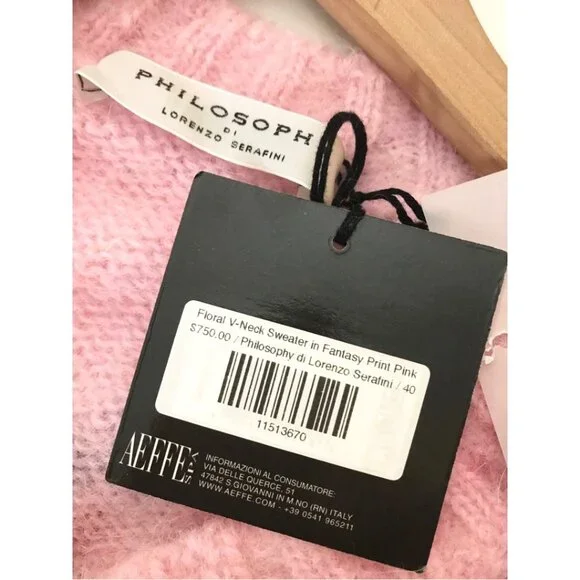 PHILOSOPH
DI
LORENZO SERAFINI
Floral V-Neck Sweater in Fantasy Print Pink
$750.00 / Philosophy di Lorenzo Serafini / 40
11513670
AEFFE SPA
INFORMAZIONI AL CONSUMATORE:
VIA DELLE QUERCE, 51
47842 S.GIOVANNI IN M.NO (RN) ITALY
WWW.AEFFE.COM - +39 0541 965211